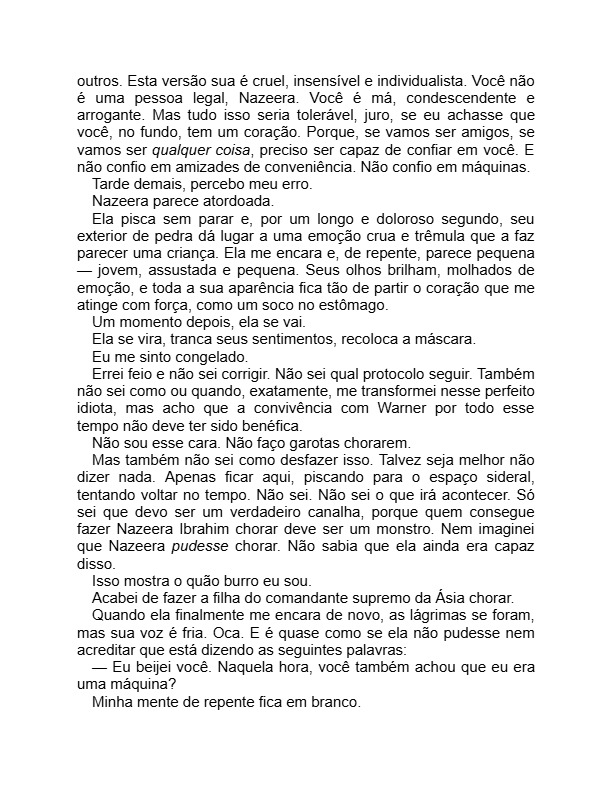 outros. Esta versão sua é cruel, insensível e individualista. Você não
é uma pessoa legal, Nazeera. Você é má, condescendente e
arrogante. Mas tudo isso seria tolerável, juro, se eu achasse que
você, no fundo, tem um coração. Porque, se vamos ser amigos, se
vamos ser qualquer coisa, preciso ser capaz de confiar em você. E
não confio em amizades de conveniência. Não confio em máquinas.
Tarde demais, percebo meu erro.
Nazeera parece atordoada.
Ela pisca sem parar e, por um longo e doloroso segundo, seu
exterior de pedra dá lugar a uma emoção crua e trêmula que a faz
parecer uma criança. Ela me encara e, de repente, parece pequena
— jovem, assustada e pequena. Seus olhos brilham, molhados de
emoção, e toda a sua aparência fica tão de partir o coração que me
atinge com força, como um soco no estômago.
Um momento depois, ela se vai.
Ela se vira, tranca seus sentimentos, recoloca a máscara.
Eu me sinto congelado.
Errei feio e não sei corrigir. Não sei qual protocolo seguir. Também
não sei como ou quando, exatamente, me transformei nesse perfeito
idiota, mas acho que a convivência com Warner por todo esse
tempo não deve ter sido benéfica.
Não sou esse cara. Não faço garotas chorarem.
Mas também não sei como desfazer isso. Talvez seja melhor não
dizer nada. Apenas ficar aqui, piscando para o espaço sideral,
tentando voltar no tempo. Não sei. Não sei o que irá acontecer. Só
sei que devo ser um verdadeiro canalha, porque quem consegue
fazer Nazeera Ibrahim chorar deve ser um monstro. Nem imaginei
que Nazeera pudesse chorar. Não sabia que ela ainda era capaz
disso.
Isso mostra o quão burro eu sou.
Acabei de fazer a filha do comandante supremo da Ásia chorar.
Quando ela finalmente me encara de novo, as lágrimas se foram,
mas sua voz é fria. Oca. E é quase como se ela não pudesse nem
acreditar que está dizendo as seguintes palavras:
— Eu beijei você. Naquela hora, você também achou que eu era
uma máquina?
Minha mente de repente fica em branco.